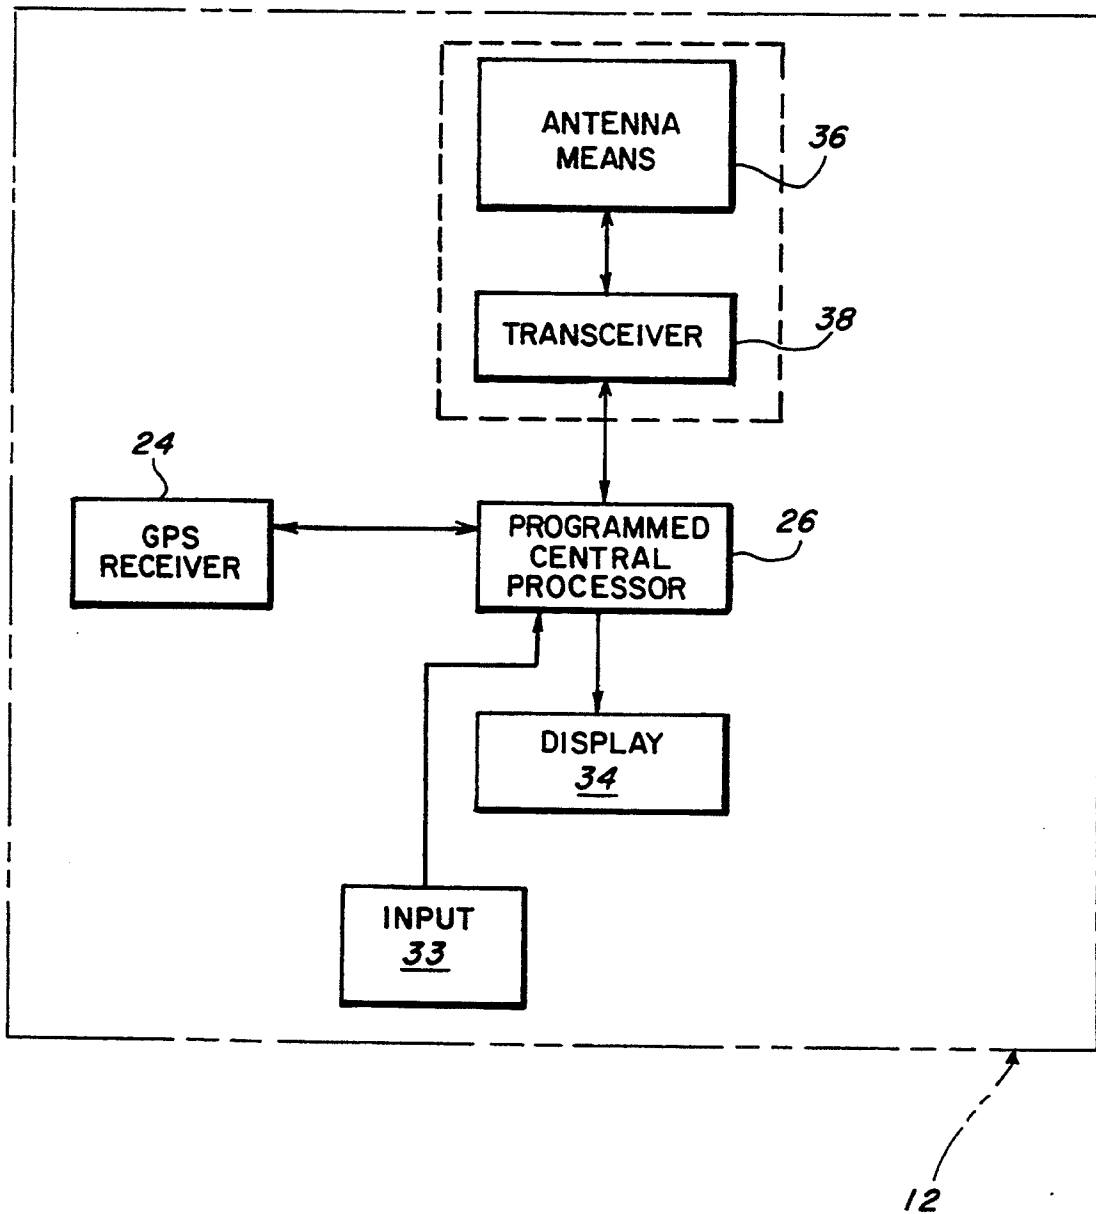 ANTENNA
MEANS
36
TRANSCEIVER
38
24
GPS
RECEIVER
PROGRAMMED
CENTRAL
PROCESSOR
26
DISPLAY
34
INPUT
33
12